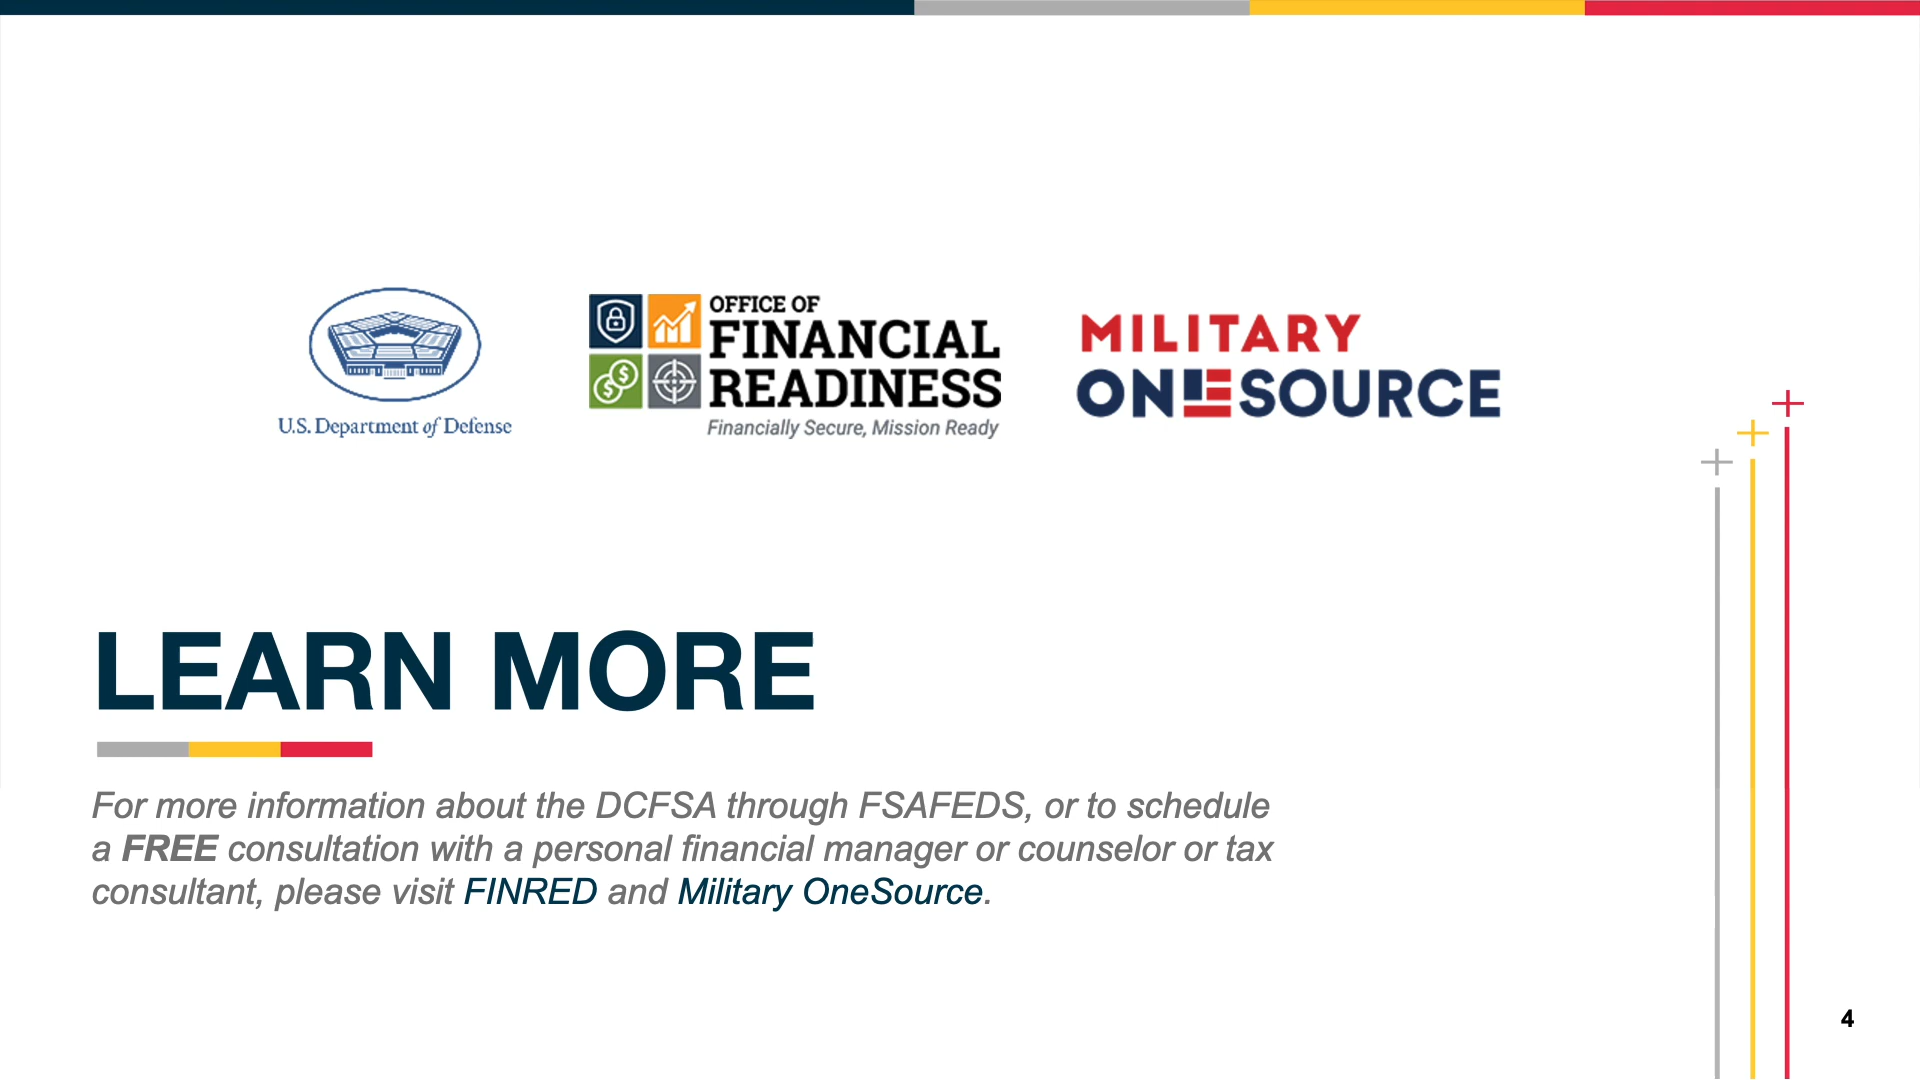 U.S. Department of Defense
OFFICE OF
FINANCIAL
READINESS
Financially Secure, Mission Ready
MILITARY
ONESOURCE
LEARN MORE
For more information about the DCFSA through FSAFEDS, or to schedule
a FREE consultation with a personal financial manager or counselor or tax
consultant, please visit FINRED and Military OneSource.
4